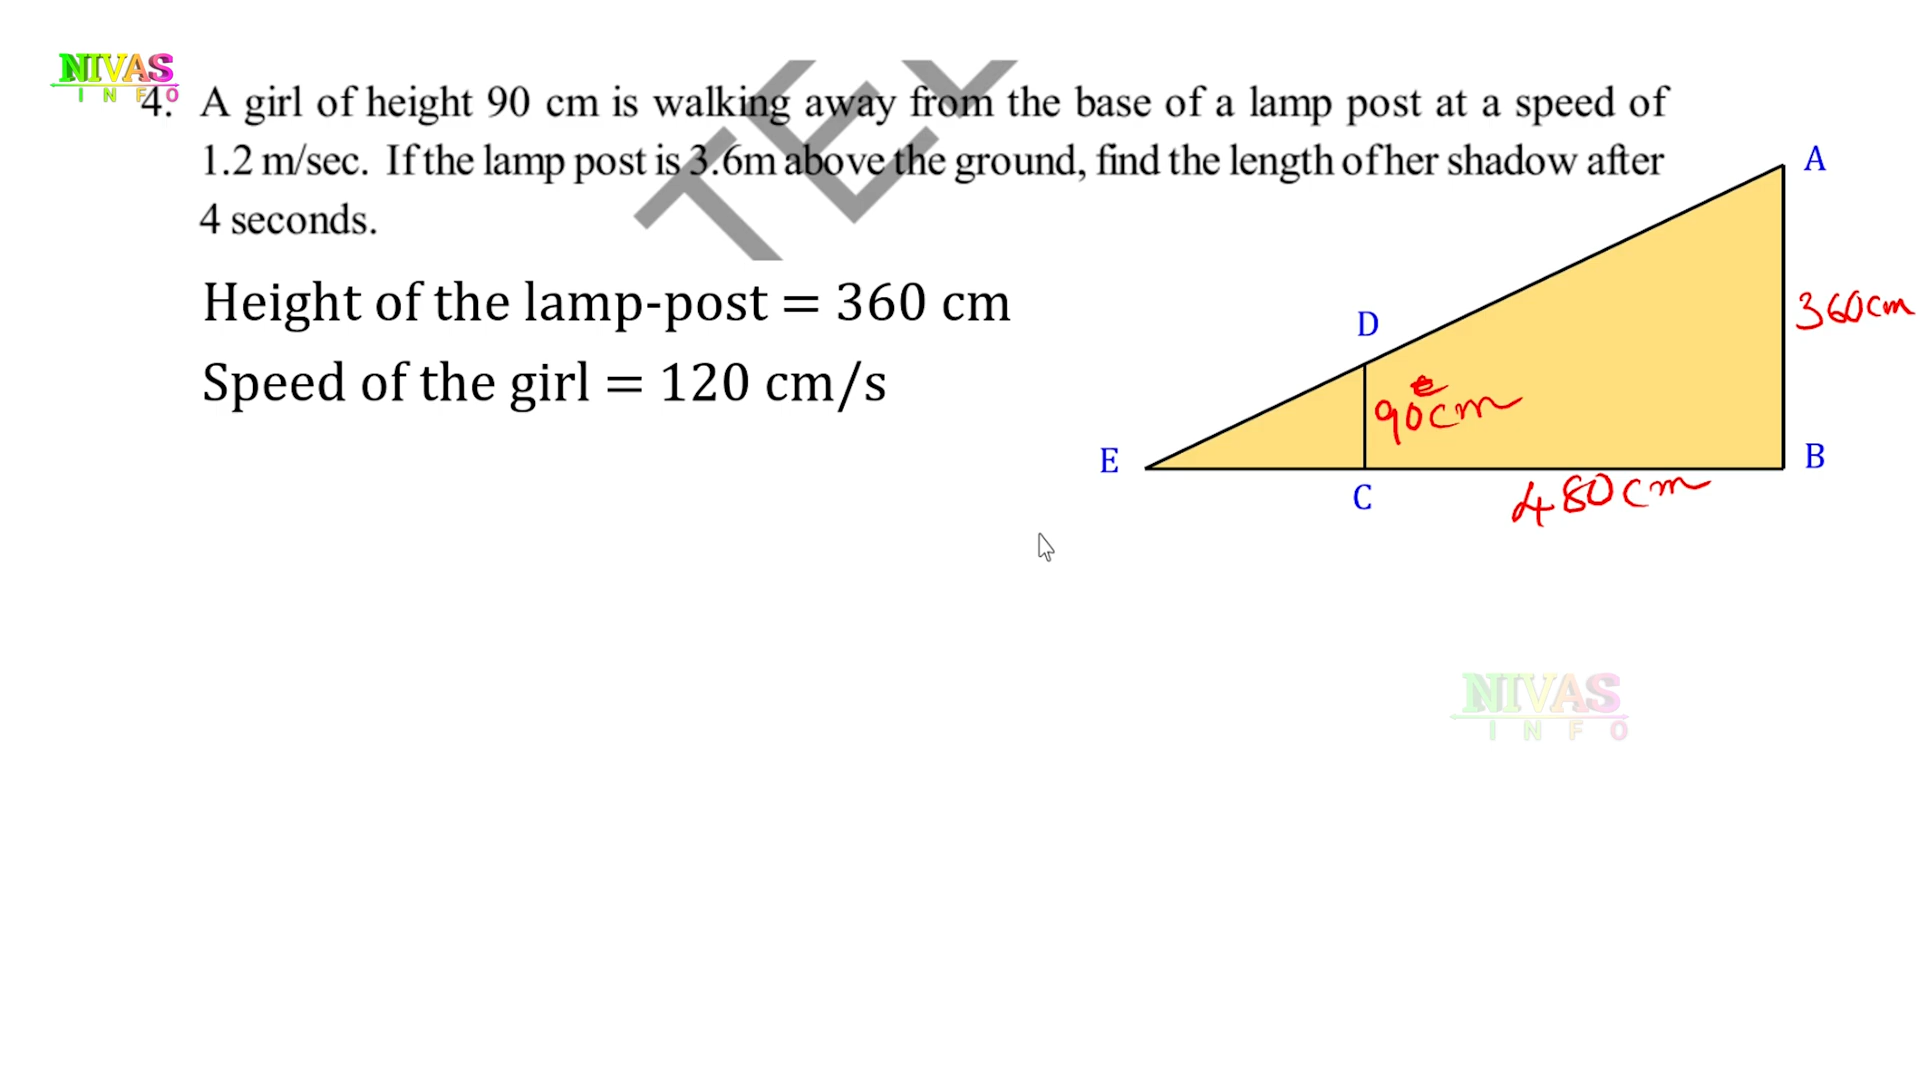 NIVAS
INFO
4. A girl of height 90 cm is walking away from the base of a lamp post at a speed of
1.2 m/sec. If the lamp post is 3.6m above the ground, find the length of her shadow after
4 seconds.
Height of the lamp-post = 360 cm
Speed of the girl = 120 cm/s
A
360cm
D
90cm
E
C
B
480cm
NIVAS
INFO